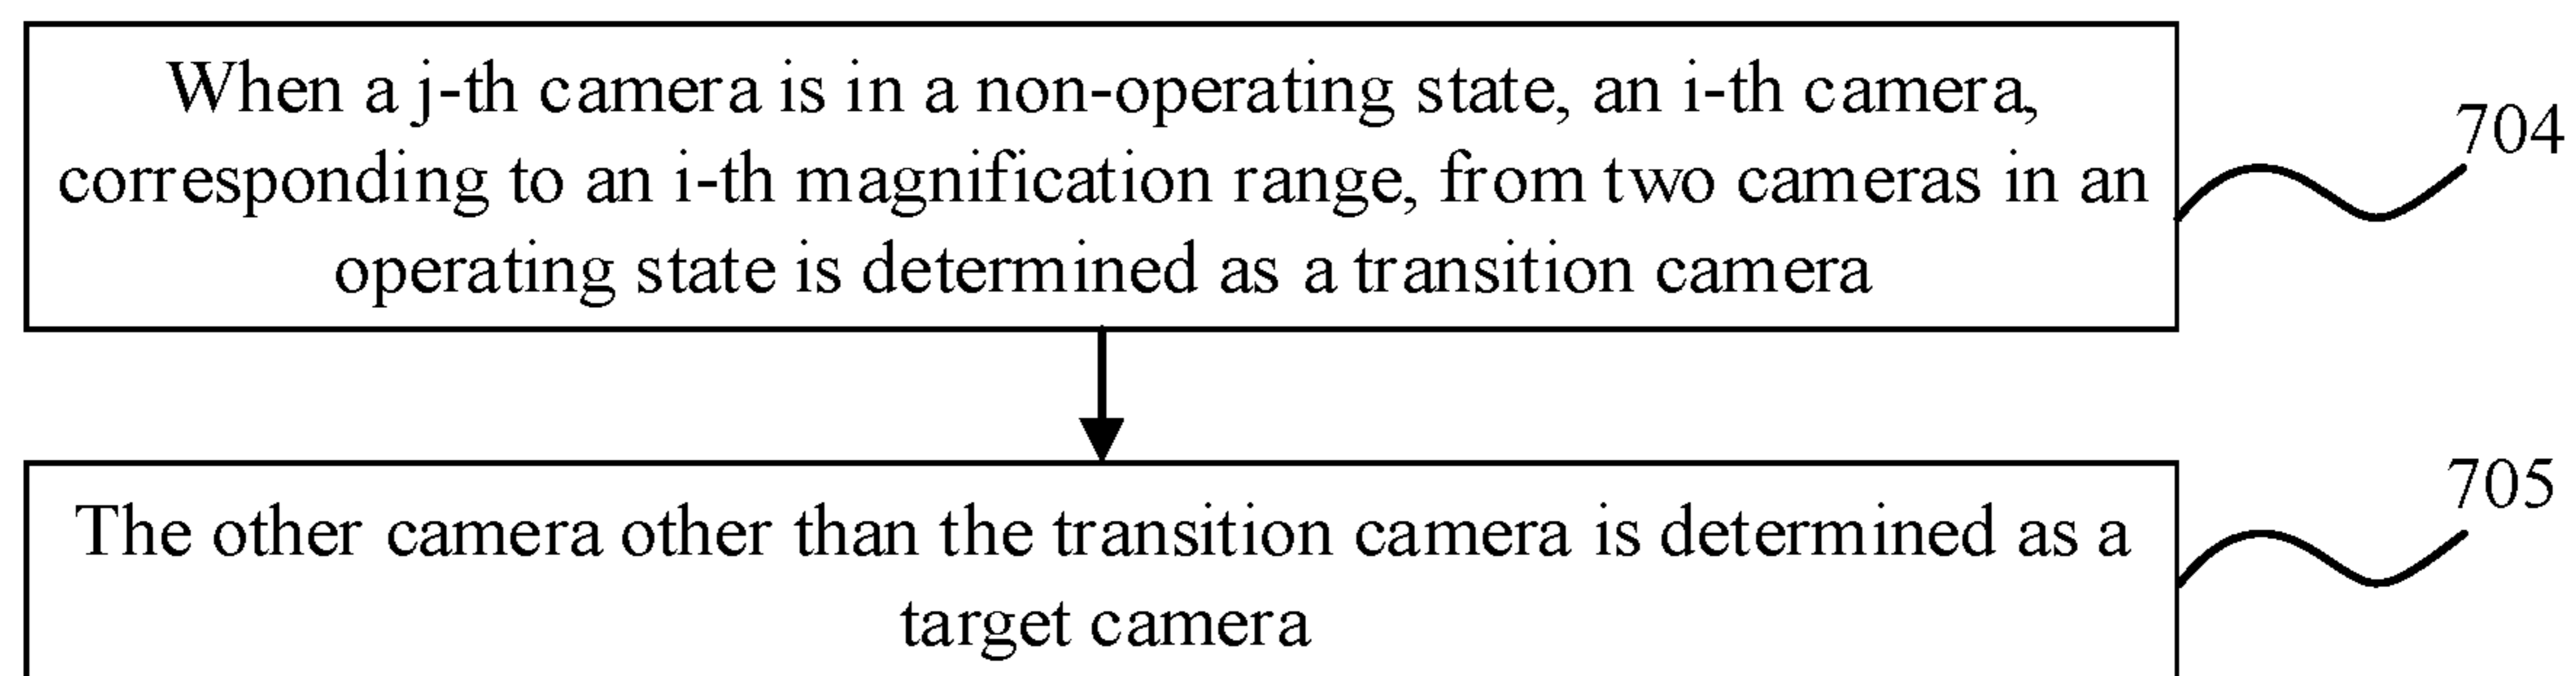 When a j-th camera is in a non-operating state, an i-th camera,
corresponding to an i-th magnification range, from two cameras in an
operating state is determined as a transition camera
704
The other camera other than the transition camera is determined as a
target camera
705